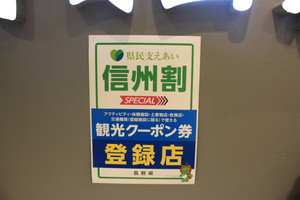 県民支えあい
信州割
SPECIAL
アクティビティ・体験施設・土産物店・飲食店・
交通機関(登録施設に限る)で使える
観光クーポン券
登録店
長野県